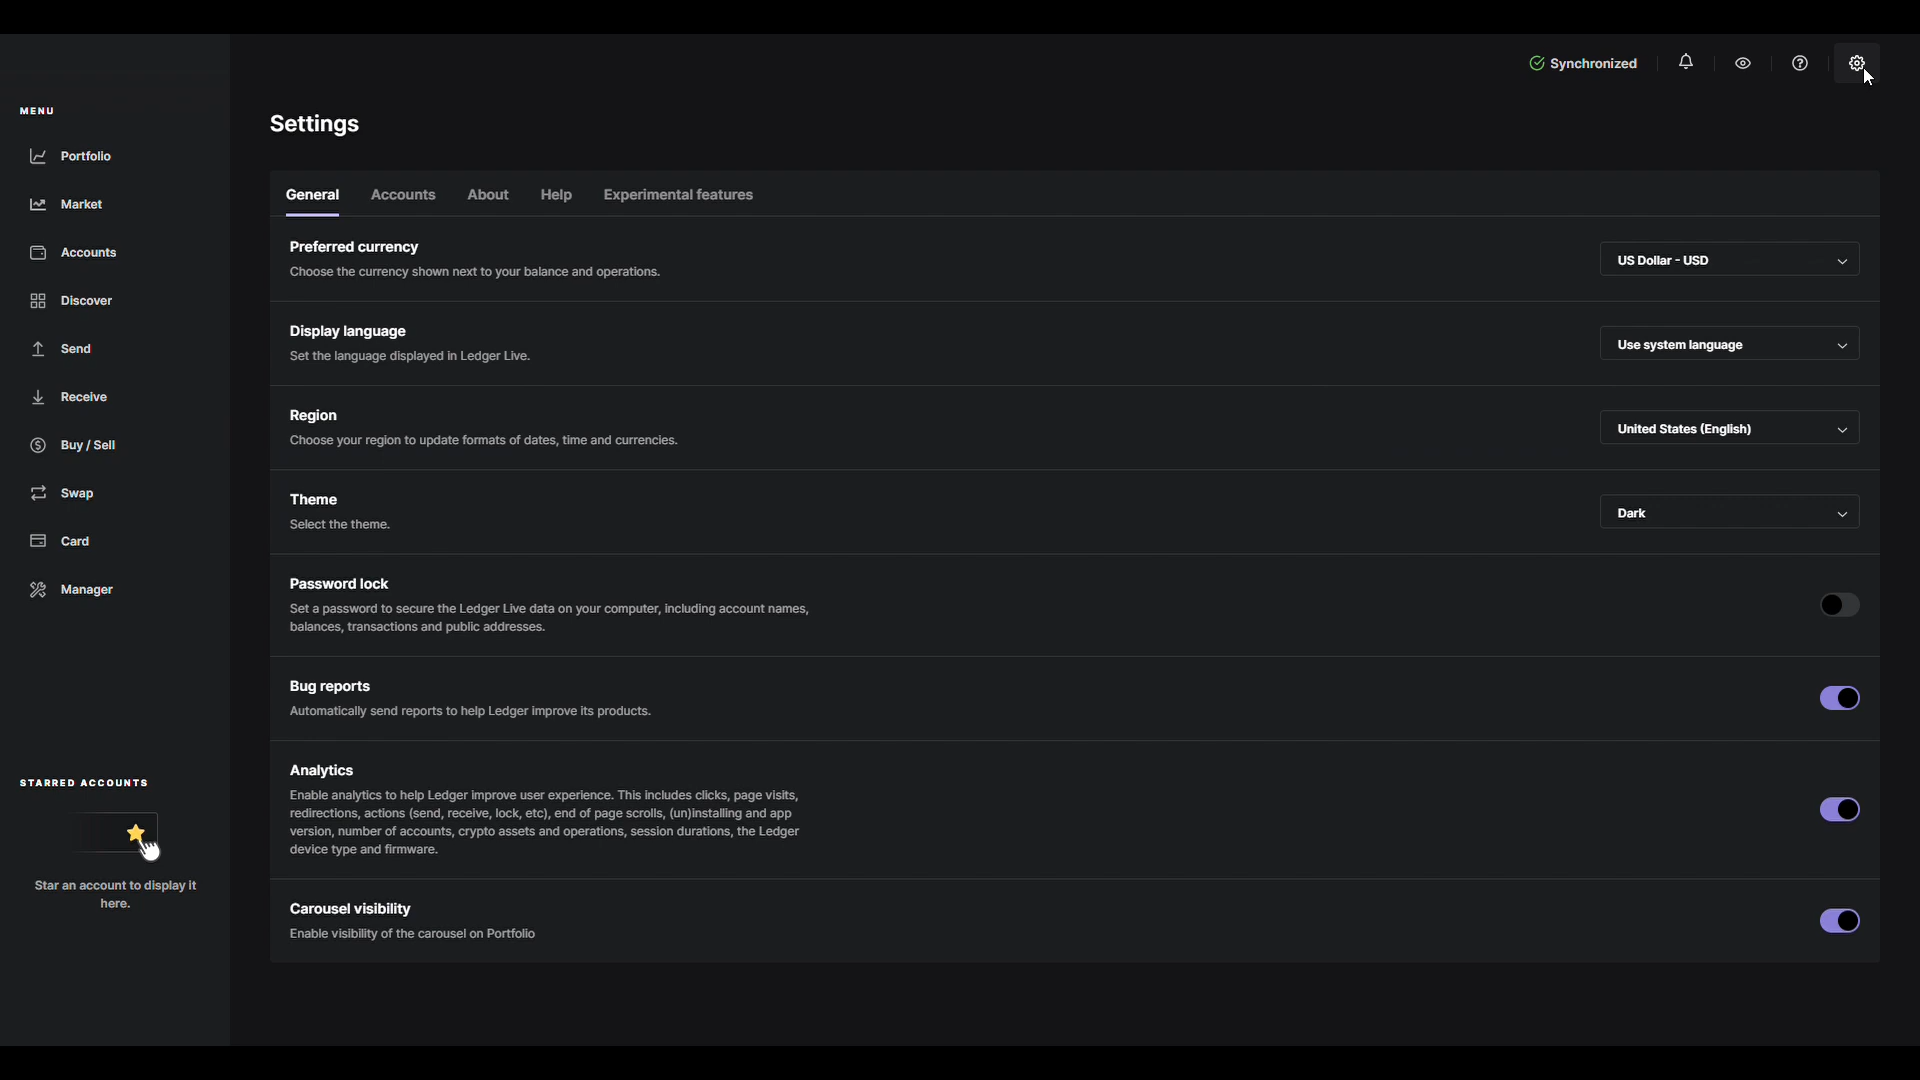 Synchronized
MENU
Portfolio
Market
Accounts
Discover
Send
Receive
Buy / Sell
Swap
Card
Manager
STARRED ACCOUNTS
Star an account to display it
here.
Settings
General Accounts About Help Experimental features
Preferred currency
Choose the currency shown next to your balance and operations.
US Dollar - USD
Display language
Set the language displayed in Ledger Live.
Use system language
Region
Choose your region to update formats of dates, time and currencies.
United States (English)
Theme
Select the theme.
Dark
Password lock
Set a password to secure the Ledger Live data on your computer, including account names,
balances, transactions and public addresses.
Bug reports
Automatically send reports to help Ledger improve its products.
Analytics
Enable analytics to help Ledger improve user experience. This includes clicks, page visits,
redirections, actions (send, receive, lock, etc), end of page scrolls, (un)installing and app
version, number of accounts, crypto assets and operations, session durations, the Ledger
device type and firmware.
Carousel visibility
Enable visibility of the carousel on Portfolio